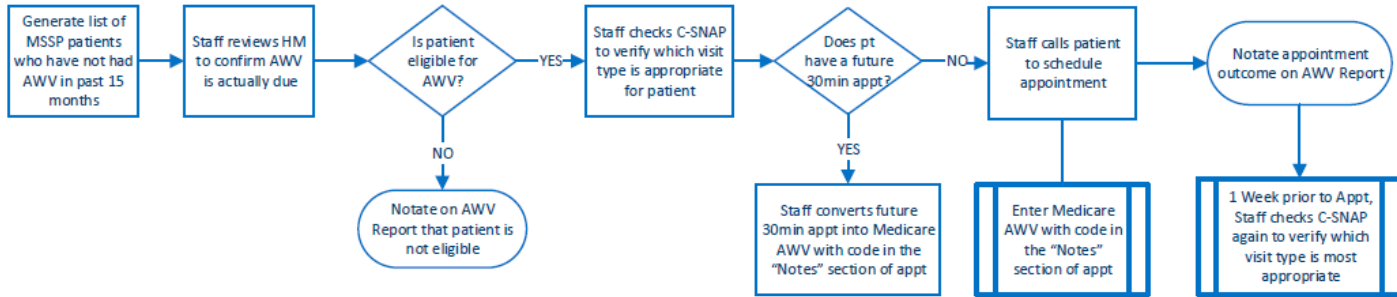 Generate list of
MSSP patients
who have not had
AWV in past 15
months
Staff reviews HM
to confirm AWV
is actually due
Is patient
eligible for
AWV?
YES
Staff checks C-SNAP
to verify which visit
type is appropriate
for patient
Does pt
have a future
30min appt?
NO
Staff calls patient
to schedule
appointment
Notate appointment
outcome on AWV Report
NO
Notate on AWV
Report that patient is
not eligible
YES
Staff converts future
30min appt into Medicare
AWV with code in the
“Notes” section of appt
Enter Medicare
AWV with code in
the “Notes”
section of appt
1 Week prior to Appt,
Staff checks C-SNAP
again to verify which
visit type is most
appropriate